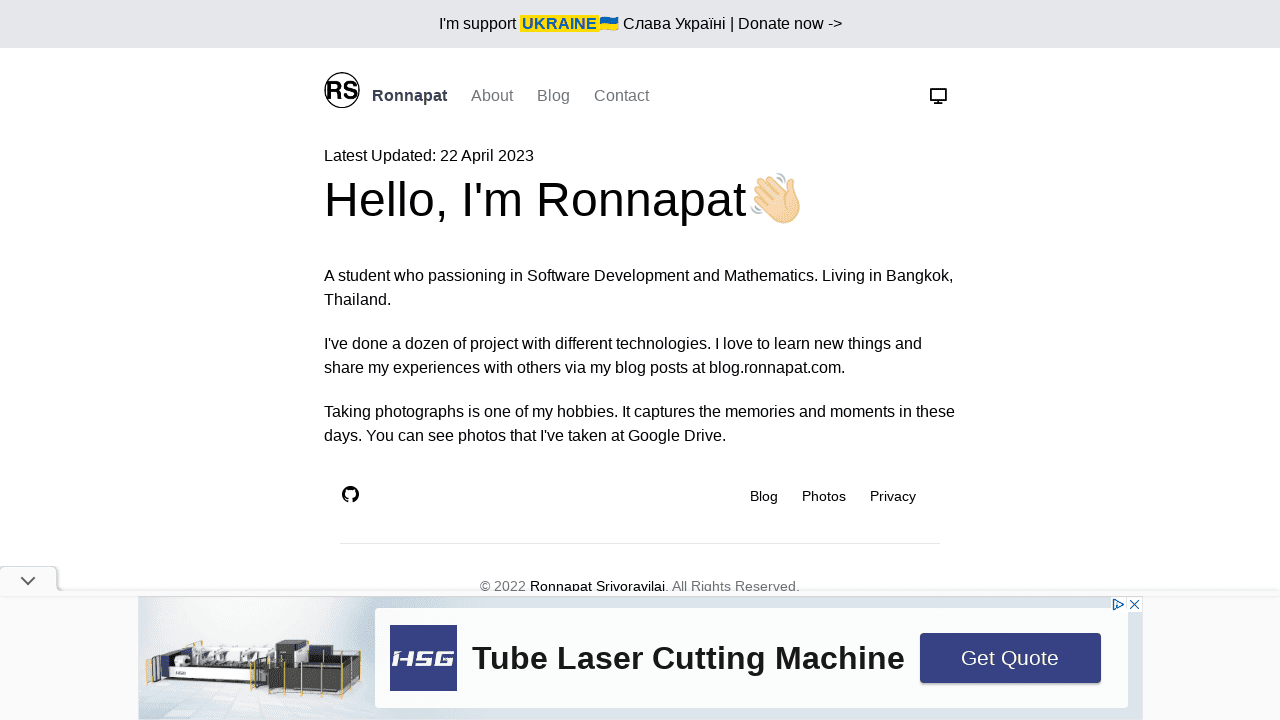 I'm support UKRAINE🇺🇦 Слава Україні | Donate now ->
RS Ronnapat About Blog Contact
Latest Updated: 22 April 2023
Hello, I'm Ronnapat👋🏻
A student who passioning in Software Development and Mathematics. Living in Bangkok,
Thailand.
I've done a dozen of project with different technologies. I love to learn new things and
share my experiences with others via my blog posts at blog.ronnapat.com.
Taking photographs is one of my hobbies. It captures the memories and moments in these
days. You can see photos that I've taken at Google Drive.
Blog Photos Privacy
© 2022 Ronnapat Srivoravilai. All Rights Reserved.
HSG Tube Laser Cutting Machine Get Quote